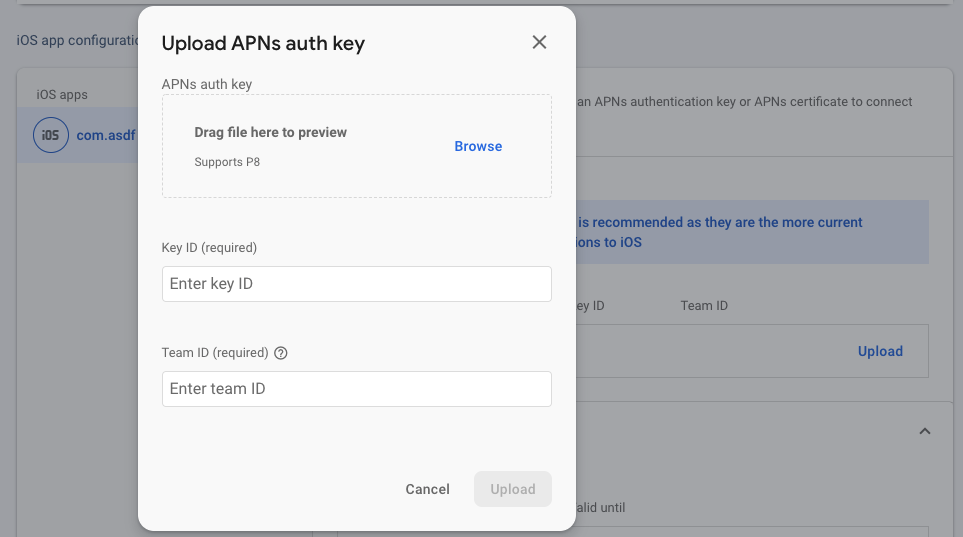 Upload APNs auth key
iOS app configuratio
iOS apps
iOS
com.asdf
APNs auth key
Drag file here to preview
Supports P8
Browse
Key ID (required)
Enter key ID
Team ID (required)
Enter team ID
Cancel
Upload
an APNs authentication key or APNs certificate to connect
is recommended as they are the more current
ions to iOS
ey ID
Team ID
Upload
alid until